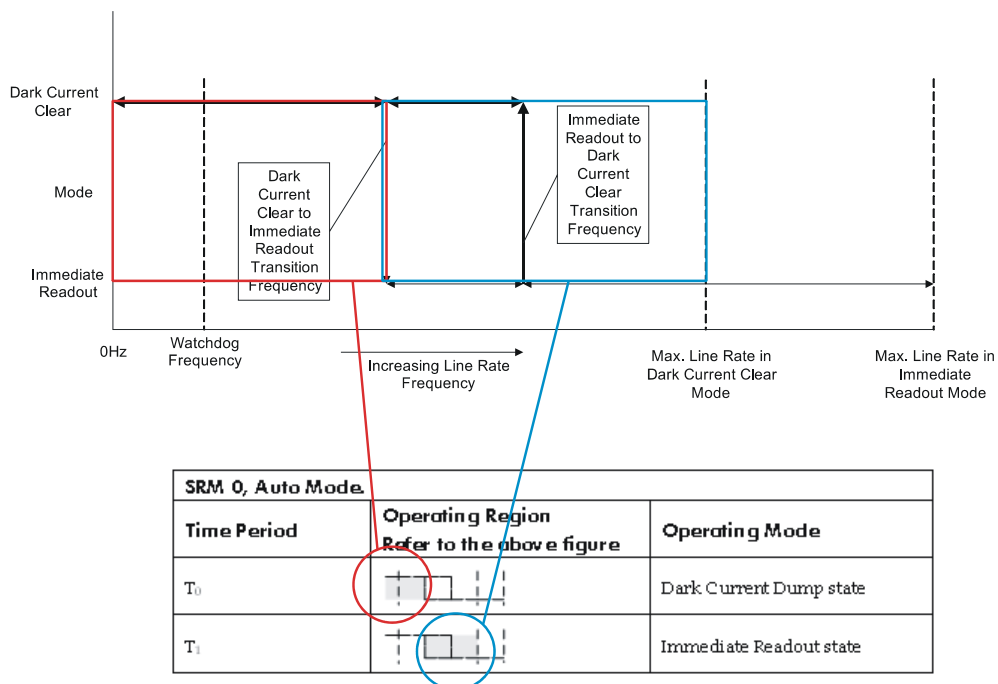 Dark Current
Clear
Mode
Immediate
Readout
Dark
Current
Clear to
Immediate
Readout
Transition
Frequency
Immediate
Readout to
Dark
Current
Clear
Transition
Frequency
0Hz
Watchdog
Frequency
Increasing Line Rate
Frequency
Max. Line Rate in
Dark Current Clear
Mode
Max. Line Rate in
Immediate
Readout Mode
SRM 0, Auto Mode.
Time Period
Operating Region
Refer to the above figure
Operating Mode
T0
Dark Current Dump state
T1
Immediate Readout state